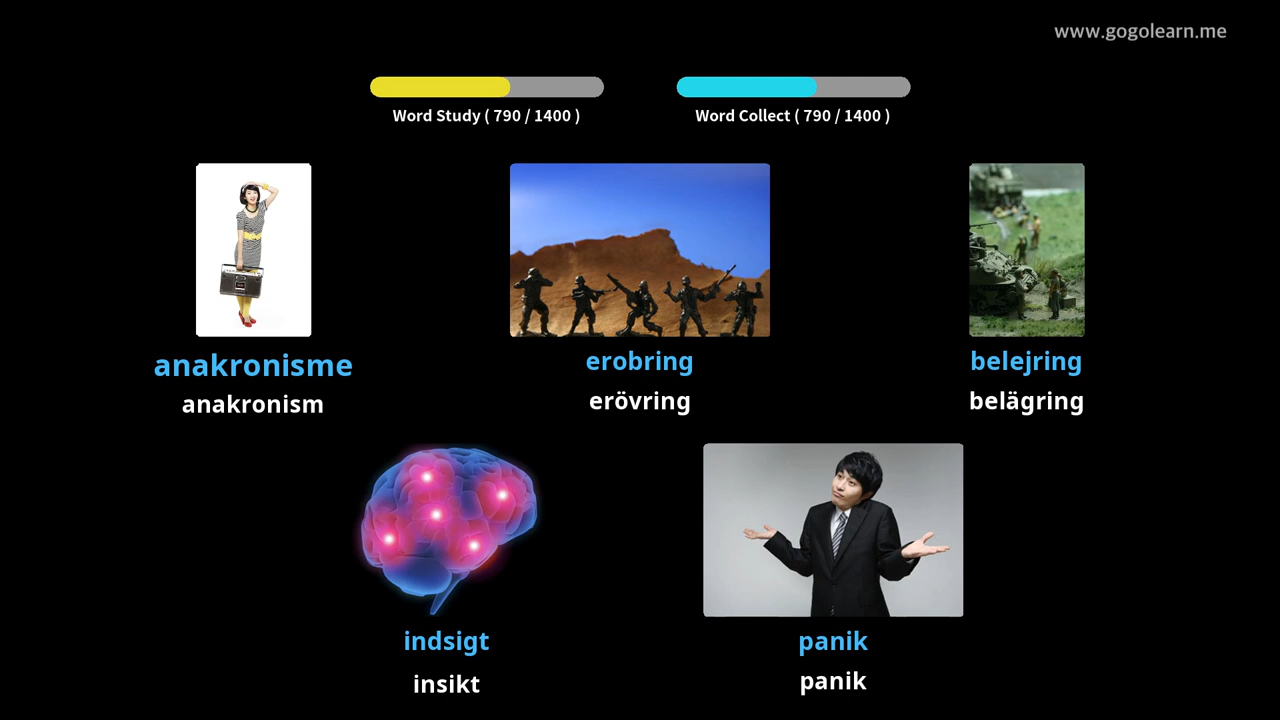 www.gogolearn.me
Word Study ( 790 / 1400 )
Word Collect ( 790 / 1400 )
anakronisme
anakronism
erobring
erövring
belejring
belägring
indsigt
insikt
panik
panik